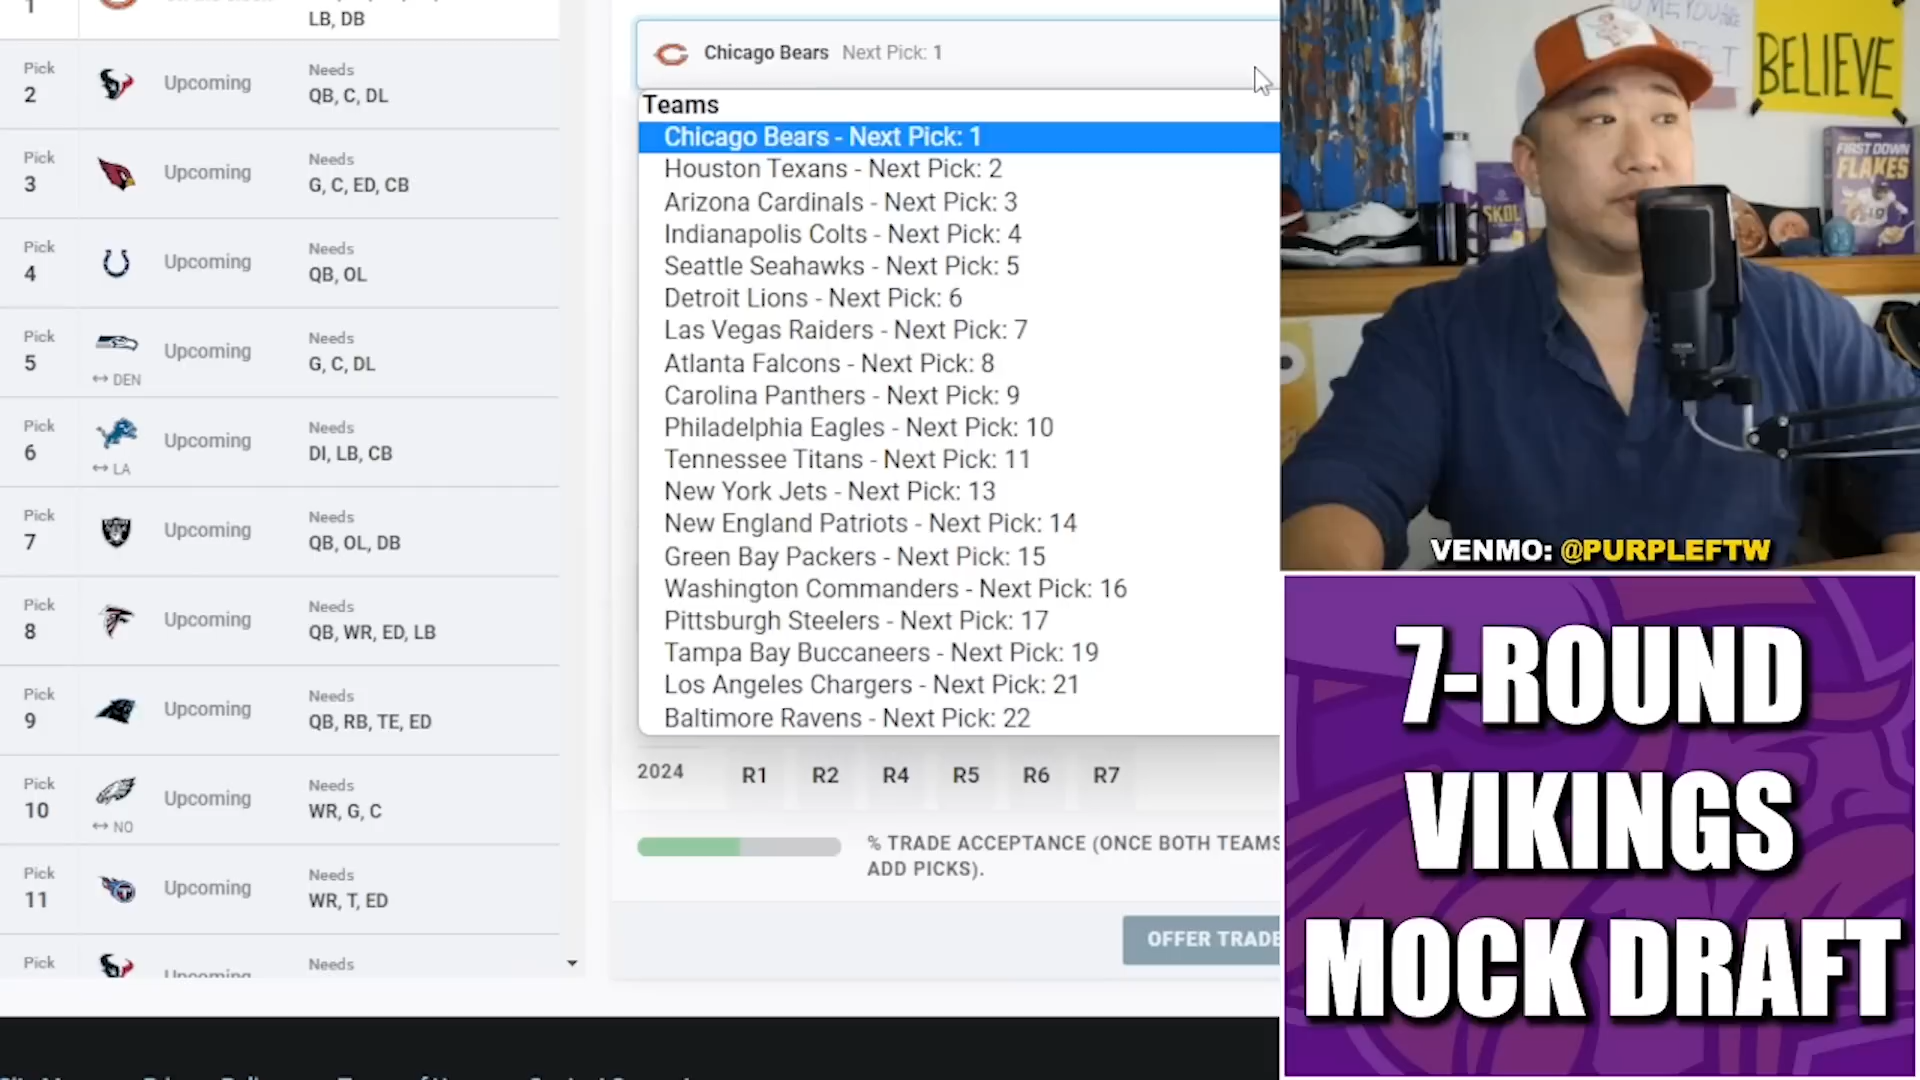 1
LB, DB
Pick
2
Upcoming
Needs
QB, C, DL
Pick
3
Upcoming
Needs
G, C, ED, CB
Pick
4
Upcoming
Needs
QB, OL
Pick
5
↔ DEN
Upcoming
Needs
G, C, DL
Pick
6
↔ LA
Upcoming
Needs
DI, LB, CB
Pick
7
Upcoming
Needs
QB, OL, DB
Pick
8
Upcoming
Needs
QB, WR, ED, LB
Pick
9
Upcoming
Needs
QB, RB, TE, ED
Pick
10
↔ NO
Upcoming
Needs
WR, G, C
Pick
11
Upcoming
Needs
WR, T, ED
Pick
Upcoming
Needs
Chicago Bears Next Pick: 1
Teams
Chicago Bears - Next Pick: 1
Houston Texans - Next Pick: 2
Arizona Cardinals - Next Pick: 3
Indianapolis Colts - Next Pick: 4
Seattle Seahawks - Next Pick: 5
Detroit Lions - Next Pick: 6
Las Vegas Raiders - Next Pick: 7
Atlanta Falcons - Next Pick: 8
Carolina Panthers - Next Pick: 9
Philadelphia Eagles - Next Pick: 10
Tennessee Titans - Next Pick: 11
New York Jets - Next Pick: 13
New England Patriots - Next Pick: 14
Green Bay Packers - Next Pick: 15
Washington Commanders - Next Pick: 16
Pittsburgh Steelers - Next Pick: 17
Tampa Bay Buccaneers - Next Pick: 19
Los Angeles Chargers - Next Pick: 21
Baltimore Ravens - Next Pick: 22
2024 R1 R2 R4 R5 R6 R7
% TRADE ACCEPTANCE (ONCE BOTH TEAMS
ADD PICKS).
OFFER TRADE
BELIEVE
FIRST DOWN
FLAKES
SKOL
VENMO: @PURPLEFTW
7-ROUND
VIKINGS
MOCK DRAFT